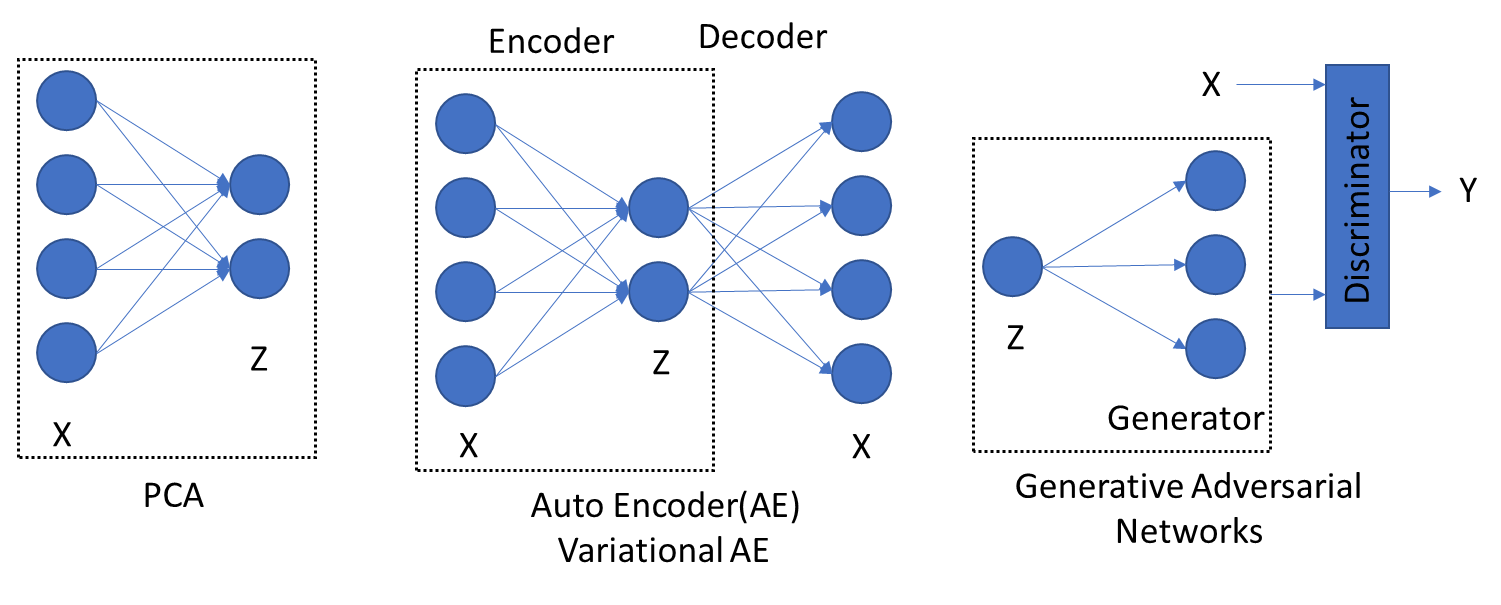 Z
X
PCA
Encoder
Decoder
Z
X
X
Auto Encoder(AE)
Variational AE
X
Discriminator
Y
Z
Generator
Generative Adversarial
Networks